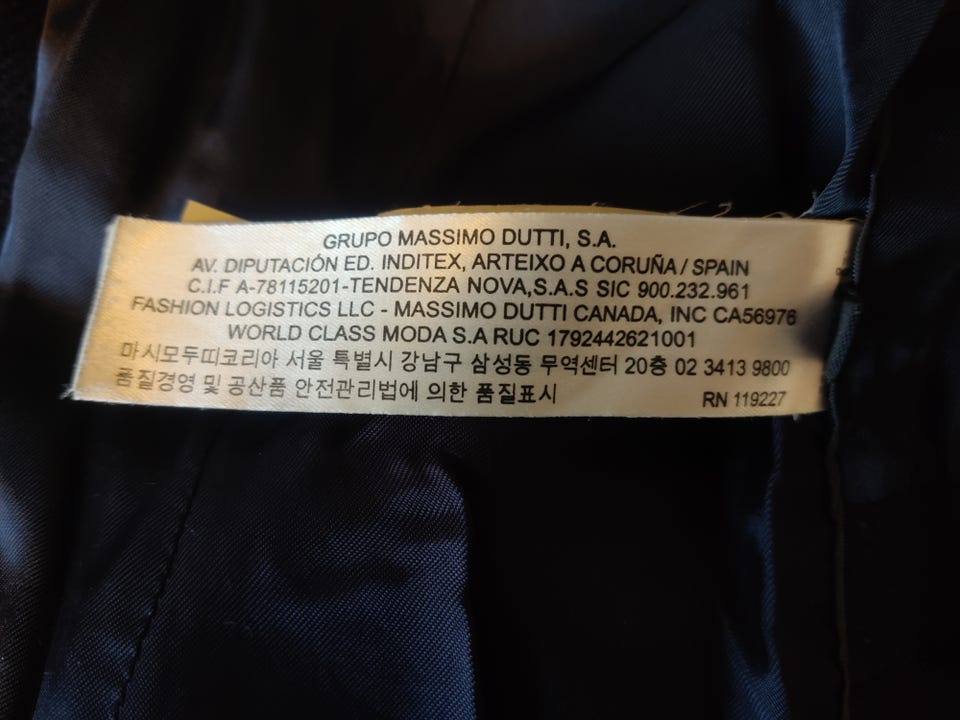 GRUPO MASSIMO DUTTI, S.A.
AV. DIPUTACIÓN ED. INDITEX, ARTEIXO A CORUÑA / SPAIN
C.I.F A-78115201-TENDENZA NOVA,S.A.S SIC 900.232.961
FASHION LOGISTICS LLC - MASSIMO DUTTI CANADA, INC CA56976
WORLD CLASS MODA S.A RUC 1792442621001
마시모두띠코리아 서울 특별시 강남구 삼성동 무역센터 20층 02 3413 9800
품질경영 및 공산품 안전관리법에 의한 품질표시 RN 119227